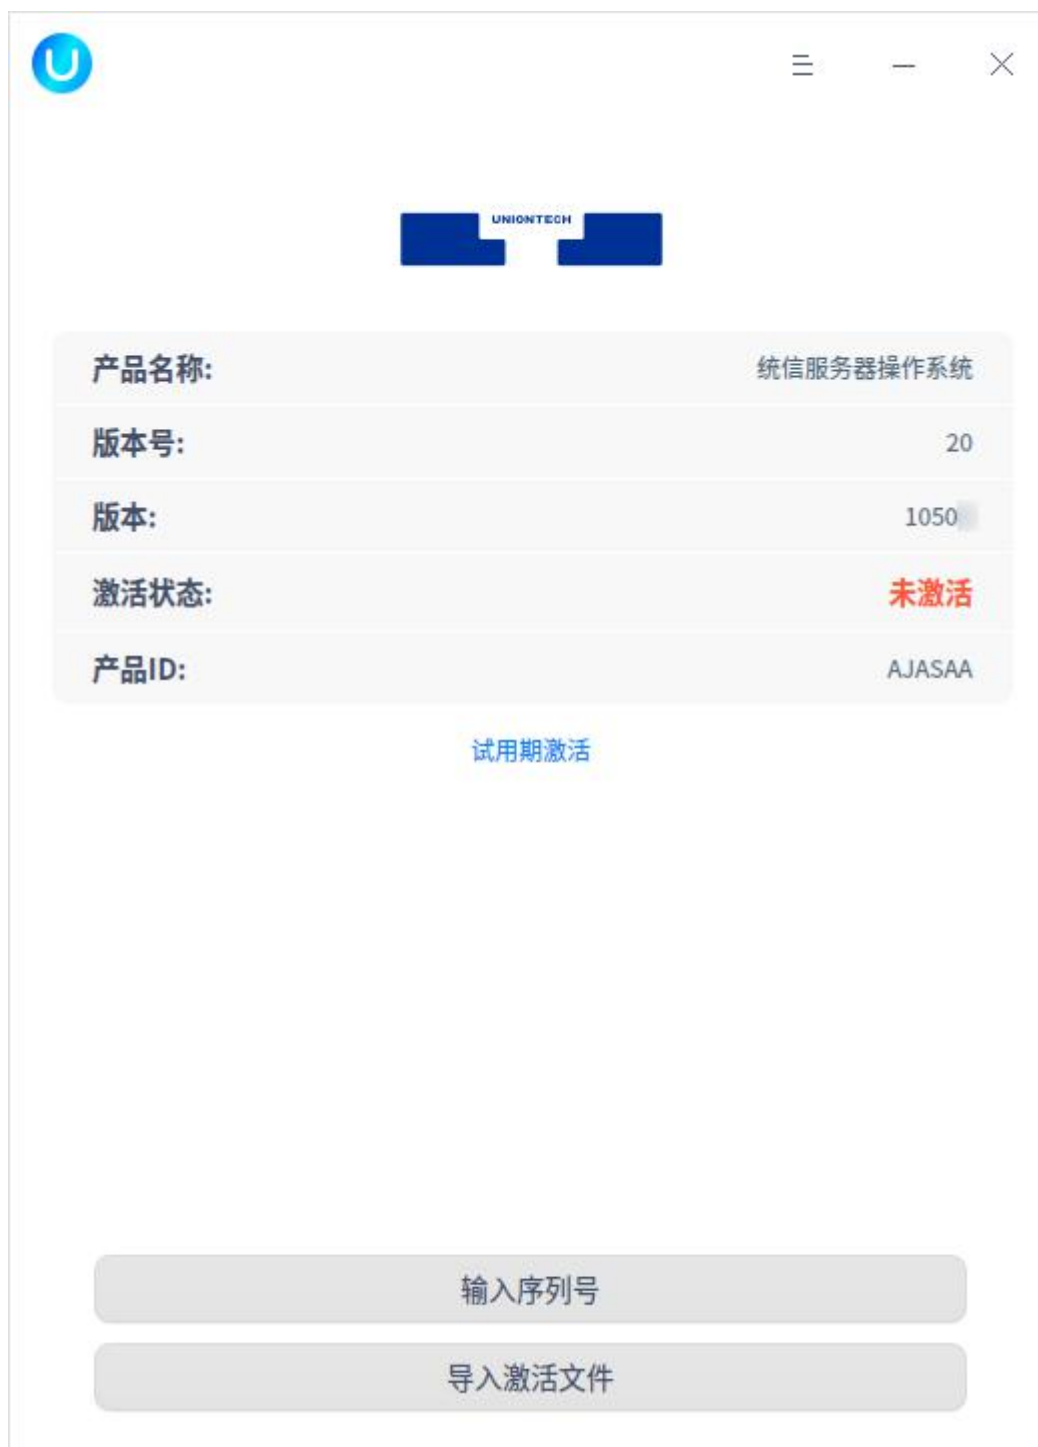 UNIONTECH
产品名称: 统信服务器操作系统
版本号: 20
版本: 1050
激活状态: 未激活
产品ID: AJASAA
试用期激活
输入序列号
导入激活文件